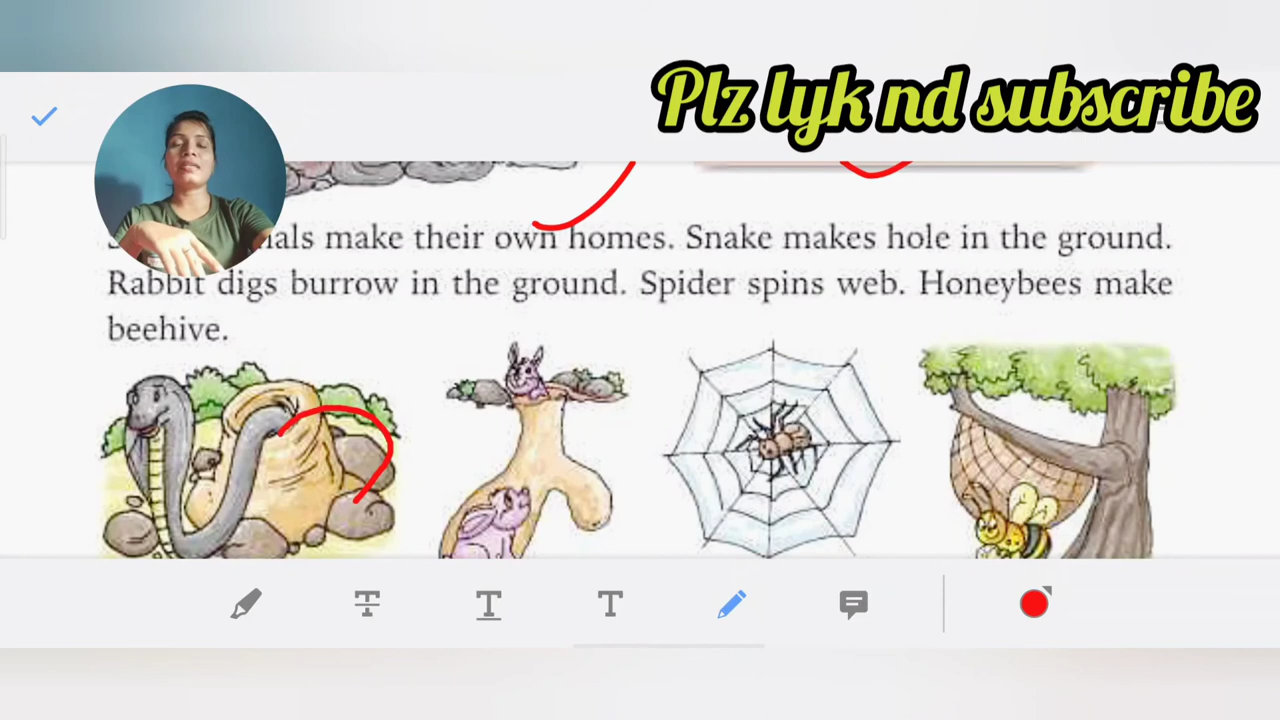 Plz lyk nd subscribe
make their own homes. Snake makes hole in the ground.
Rabbit digs burrow in the ground. Spider spins web. Honeybees make
beehive.